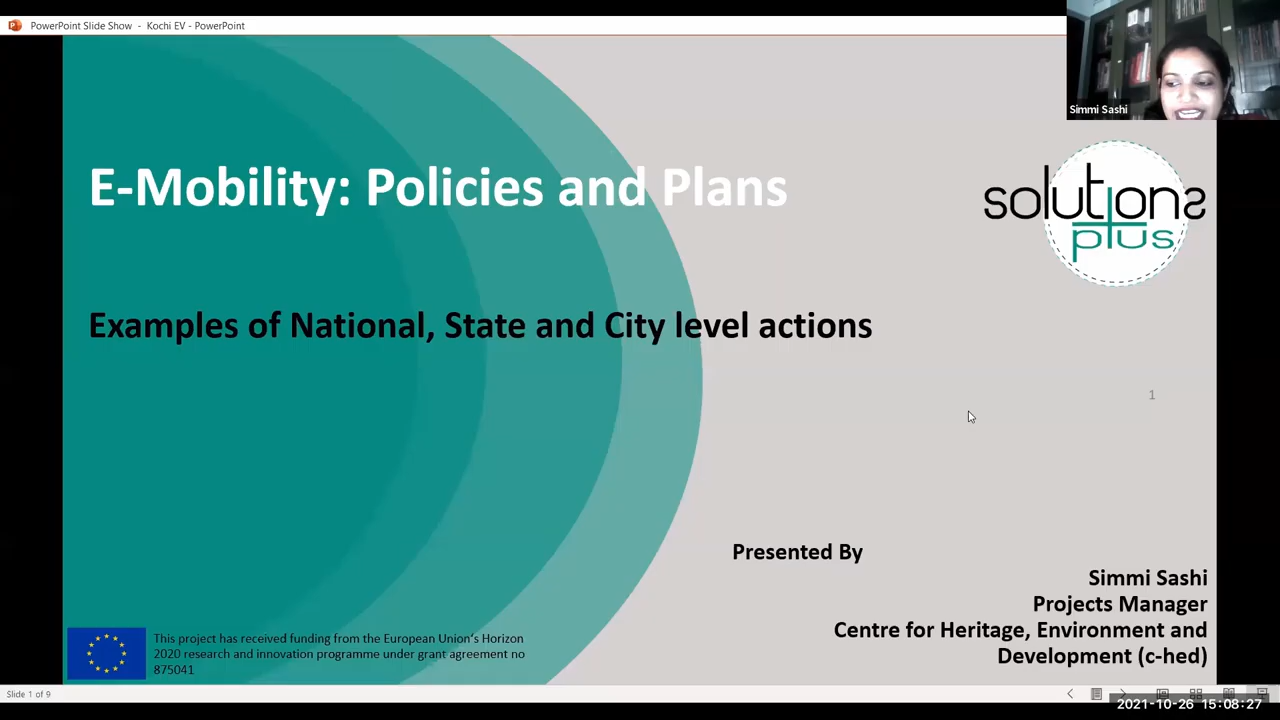 PowerPoint Slide Show - Kochi EV - PowerPoint
Simmi Sashi
E-Mobility: Policies and Plans
solutions
plus
Examples of National, State and City level actions
1
Presented By
Simmi Sashi
Projects Manager
Centre for Heritage, Environment and
Development (c-hed)
This project has received funding from the European Union's Horizon
2020 research and innovation programme under grant agreement no
875041
Slide 1 of 9
2021-10-26 15:08:27